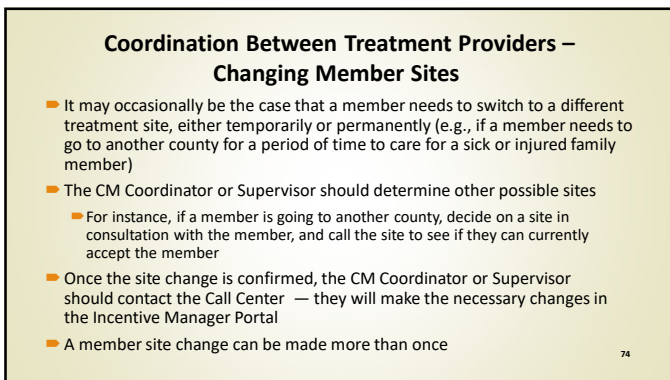 Coordination Between Treatment Providers –
Changing Member Sites
It may occasionally be the case that a member needs to switch to a different
treatment site, either temporarily or permanently (e.g., if a member needs to
go to another county for a period of time to care for a sick or injured family
member)
The CM Coordinator or Supervisor should determine other possible sites
For instance, if a member is going to another county, decide on a site in
consultation with the member, and call the site to see if they can currently
accept the member
Once the site change is confirmed, the CM Coordinator or Supervisor
should contact the Call Center — they will make the necessary changes in
the Incentive Manager Portal
A member site change can be made more than once
74